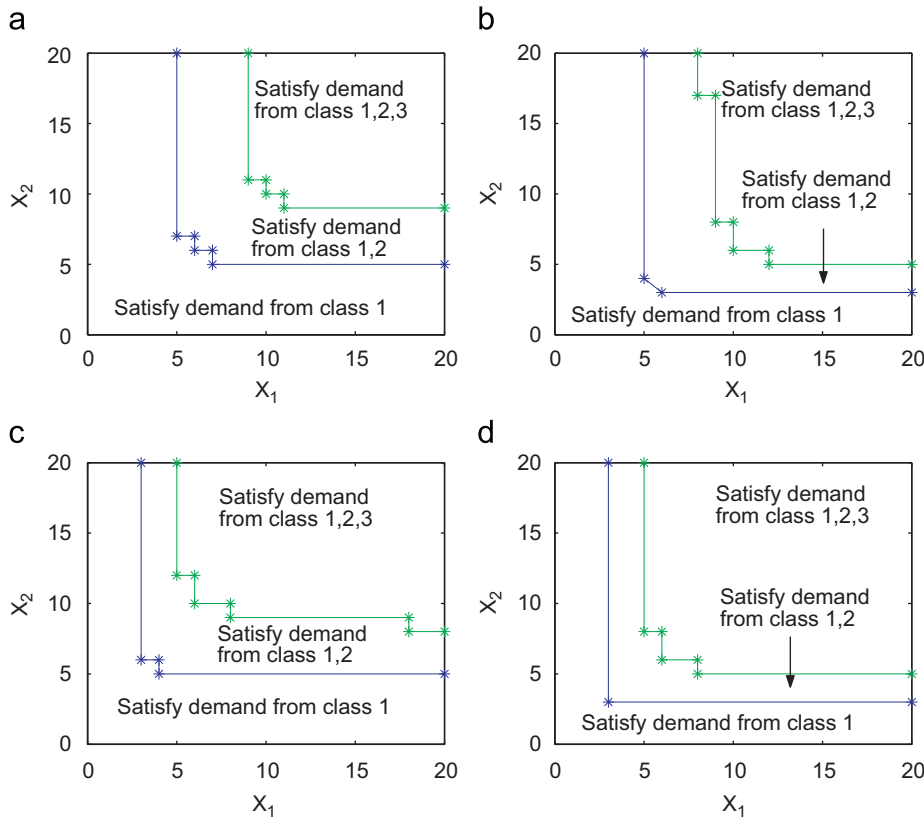 a
20
15
10
5
0
X2
Satisfy demand
from class 1,2,3
Satisfy demand
from class 1,2
Satisfy demand from class 1
0
5
10
15
20
X1
b
20
15
10
5
0
X2
Satisfy demand
from class 1,2,3
Satisfy demand
from class
1,2
Satisfy demand from class 1
0
5
10
15
20
X1
c
20
15
10
5
0
X2
Satisfy demand
from class 1,2,3
Satisfy demand
from class 1,2
Satisfy demand from class 1
0
5
10
15
20
X1
d
20
15
10
5
0
X2
Satisfy demand
from class 1,2,3
Satisfy demand
from class 1,2
Satisfy demand from class 1
0
5
10
15
20
X1